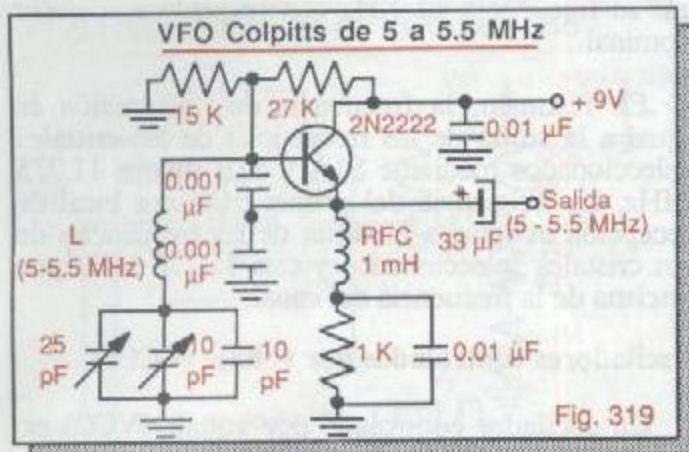 VFO Colpitts de 5 a 5.5 MHz
15 K
27 K
2N2222
+ 9V
0.01 µF
0.001
µF
0.001
µF
L
(5-5.5 MHz)
+
33 µF
Salida
(5 - 5.5 MHz)
RFC
1 mH
25
pF
10
pF
10
pF
1 K
0.01 µF
Fig. 319